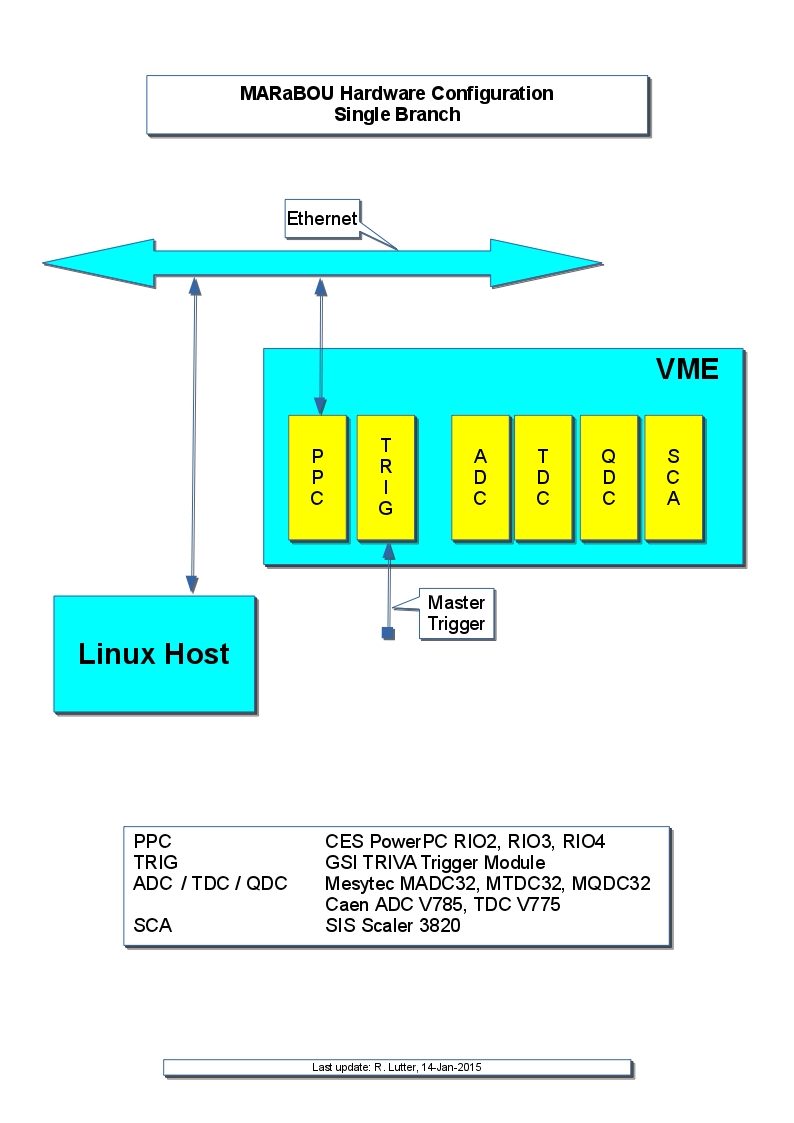 MARaBOU Hardware Configuration
Single Branch
Ethernet
VME
PPC
TRIG
ADC
TDC
QDC
SCA
Master
Trigger
Linux Host
PPC CES PowerPC RIO2, RIO3, RIO4
TRIG GSI TRIVA Trigger Module
ADC / TDC / QDC Mesytec MADC32, MTDC32, MQDC32
Caen ADC V785, TDC V775
SCA SIS Scaler 3820
Last update: R. Lutter, 14-Jan-2015